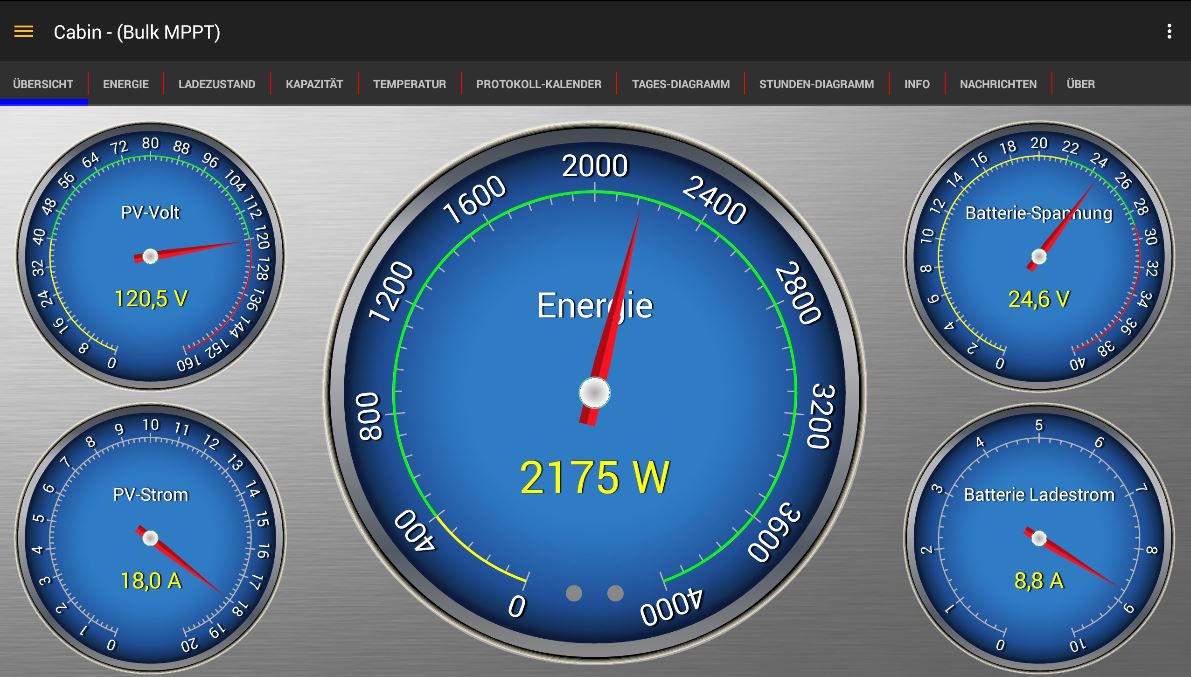 Cabin - (Bulk MPPT)
ÜBERSICHT ENERGIE LADEZUSTAND KAPAZITÄT TEMPERATUR PROTOKOLL-KALENDER TAGES-DIAGRAMM STUNDEN-DIAGRAMM INFO NACHRICHTEN ÜBER
0 8 16 24 32 40 48 56 64 72 80 88 96 104 112 120 128 136 144 152 160
PV-Volt
120,5 V
0 1 2 3 4 5 6 7 8 9 10 11 12 13 14 15 16 17 18 19 20
PV-Strom
18,0 A
0 400 800 1200 1600 2000 2400 2800 3200 3600 4000
Energie
2175 W
0 2 4 6 8 10 12 14 16 18 20 22 24 26 28 30 32 34 36 38 40
Batterie-Spannung
24,6 V
0 1 2 3 4 5 6 7 8 9 10
Batterie Ladestrom
8,8 A